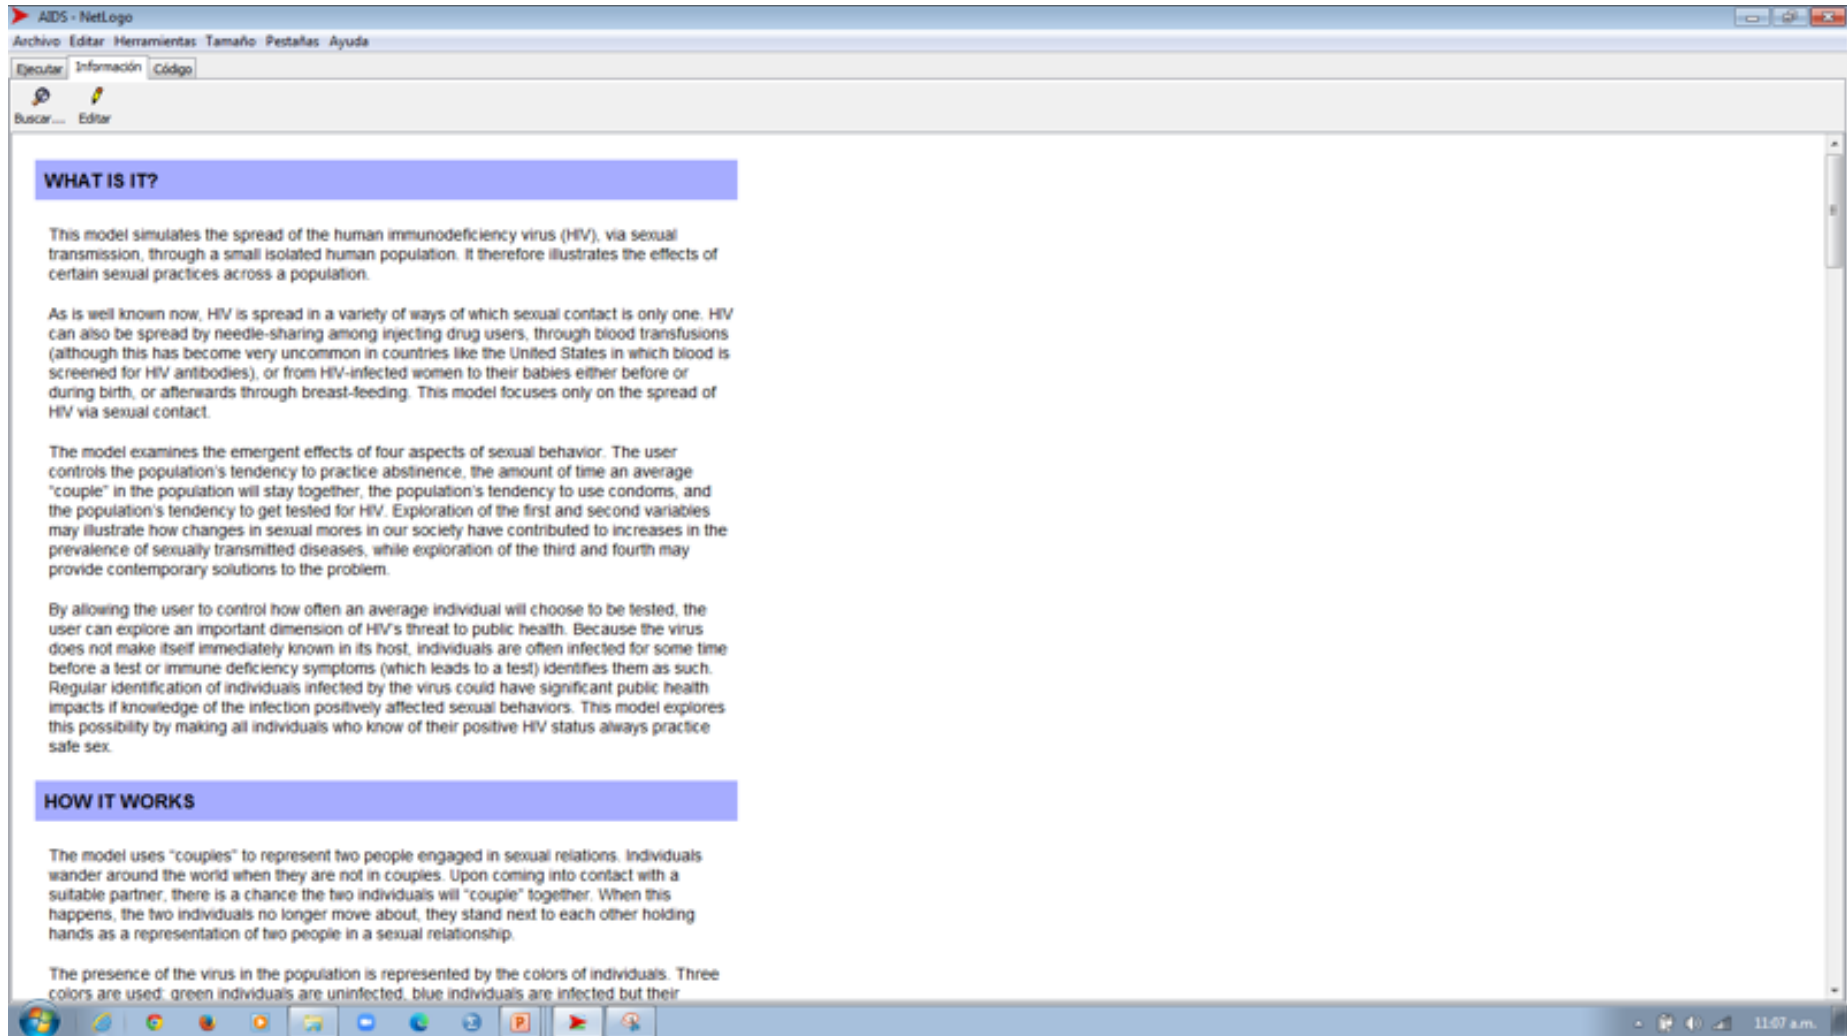 AIDS - NetLogo
Archivo Editar Herramientas Tamaño Pestañas Ayuda
Ejecutar Información Código
Buscar.... Editar
WHAT IS IT?
This model simulates the spread of the human immunodeficiency virus (HIV), via sexual
transmission, through a small isolated human population. It therefore illustrates the effects of
certain sexual practices across a population.
As is well known now, HIV is spread in a variety of ways of which sexual contact is only one. HIV
can also be spread by needle-sharing among injecting drug users, through blood transfusions
(although this has become very uncommon in countries like the United States in which blood is
screened for HIV antibodies), or from HIV-infected women to their babies either before or
during birth, or afterwards through breast-feeding. This model focuses only on the spread of
HIV via sexual contact.
The model examines the emergent effects of four aspects of sexual behavior. The user
controls the population's tendency to practice abstinence, the amount of time an average
"couple" in the population will stay together, the population's tendency to use condoms, and
the population's tendency to get tested for HIV. Exploration of the first and second variables
may illustrate how changes in sexual mores in our society have contributed to increases in the
prevalence of sexually transmitted diseases, while exploration of the third and fourth may
provide contemporary solutions to the problem.
By allowing the user to control how often an average individual will choose to be tested, the
user can explore an important dimension of HIV's threat to public health. Because the virus
does not make itself immediately known in its host, individuals are often infected for some time
before a test or immune deficiency symptoms (which leads to a test) identifies them as such.
Regular identification of individuals infected by the virus could have significant public health
impacts if knowledge of the infection positively affected sexual behaviors. This model explores
this possibility by making all individuals who know of their positive HIV status always practice
safe sex.
HOW IT WORKS
The model uses "couples" to represent two people engaged in sexual relations. Individuals
wander around the world when they are not in couples. Upon coming into contact with a
suitable partner, there is a chance the two individuals will "couple" together. When this
happens, the two individuals no longer move about, they stand next to each other holding
hands as a representation of two people in a sexual relationship.
The presence of the virus in the population is represented by the colors of individuals. Three
colors are used: green individuals are uninfected, blue individuals are infected but their
11:07 a.m.